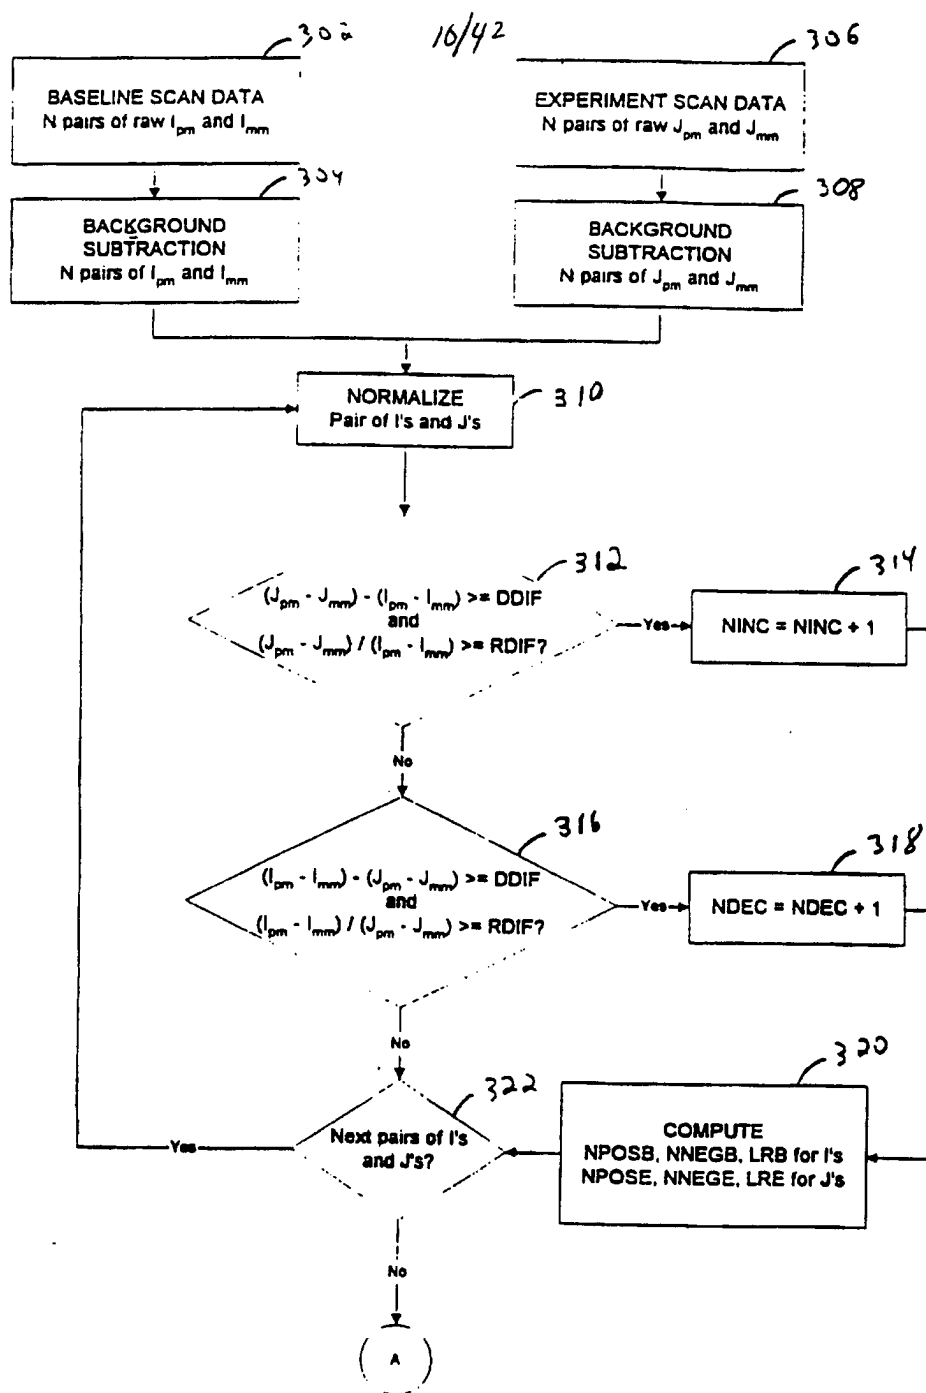 302
10/42
306
BASELINE SCAN DATA
N pairs of raw I_pm and I_mm
EXPERIMENT SCAN DATA
N pairs of raw J_pm and J_mm
304
308
BACKGROUND
SUBTRACTION
N pairs of I_pm and I_mm
BACKGROUND
SUBTRACTION
N pairs of J_pm and J_mm
310
NORMALIZE
Pair of I's and J's
312
314
(J_pm - J_mm) - (I_pm - I_mm) >= DDIF
and
(J_pm - J_mm) / (I_pm - I_mm) >= RDIF?
Yes
NINC = NINC + 1
No
316
318
(I_pm - I_mm) - (J_pm - J_mm) >= DDIF
and
(I_pm - I_mm) / (J_pm - J_mm) >= RDIF?
Yes
NDEC = NDEC + 1
No
320
322
Next pairs of I's
and J's?
Yes
COMPUTE
NPOSB, NNEGB, LRB for I's
NPOSE, NNEGE, LRE for J's
No
A